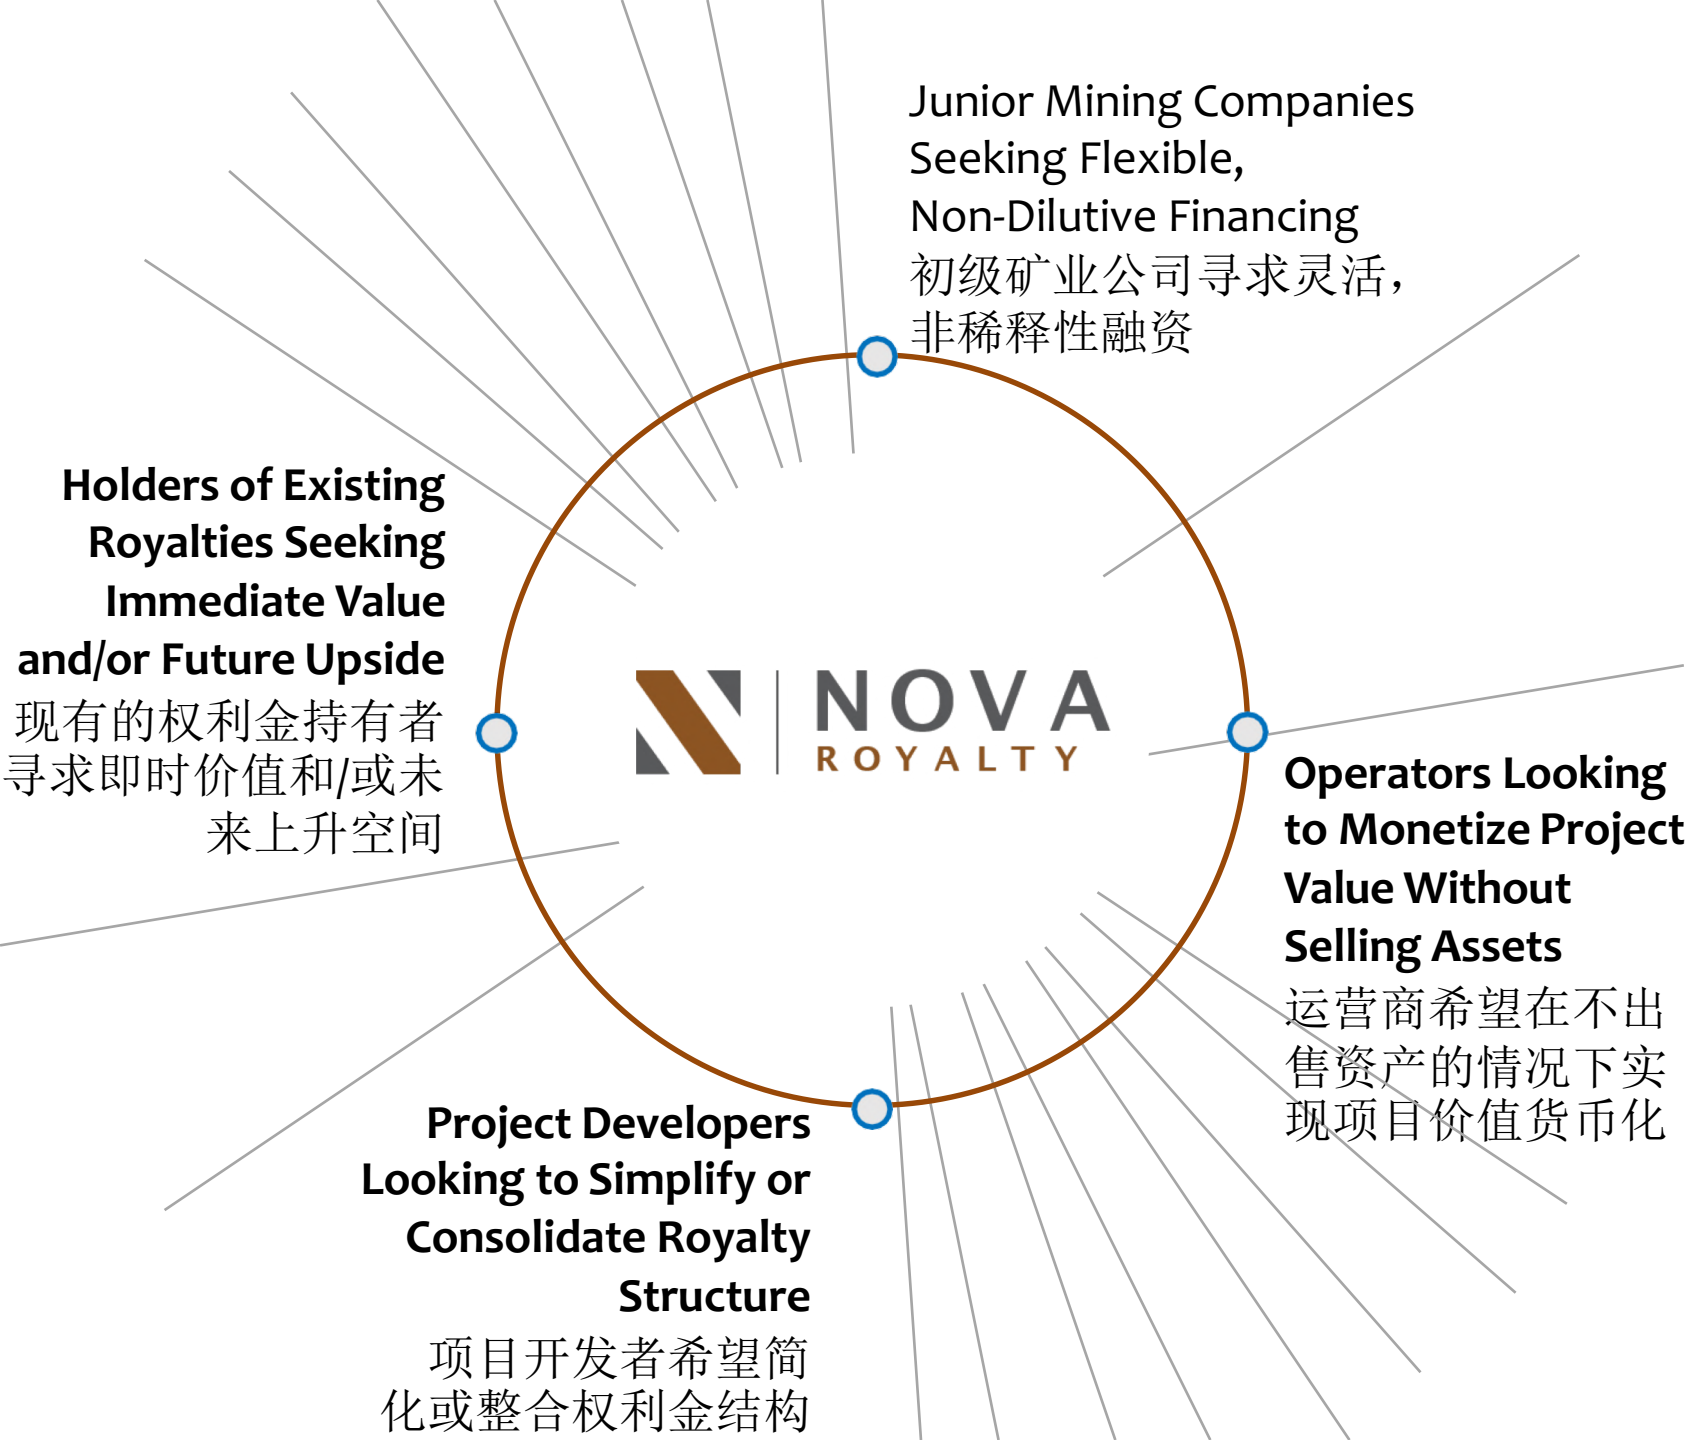 Junior Mining Companies
Seeking Flexible,
Non-Dilutive Financing
初级矿业公司寻求灵活，
非稀释性融资
Holders of Existing
Royalties Seeking
Immediate Value
and/or Future Upside
现有的权利金持有者
寻求即时价值和/或未
来上升空间
NOVA
ROYALTY
Operators Looking
to Monetize Project
Value Without
Selling Assets
运营商希望在不出
售资产的情况下实
现项目价值货币化
Project Developers
Looking to Simplify or
Consolidate Royalty
Structure
项目开发者希望简
化或整合权利金结构